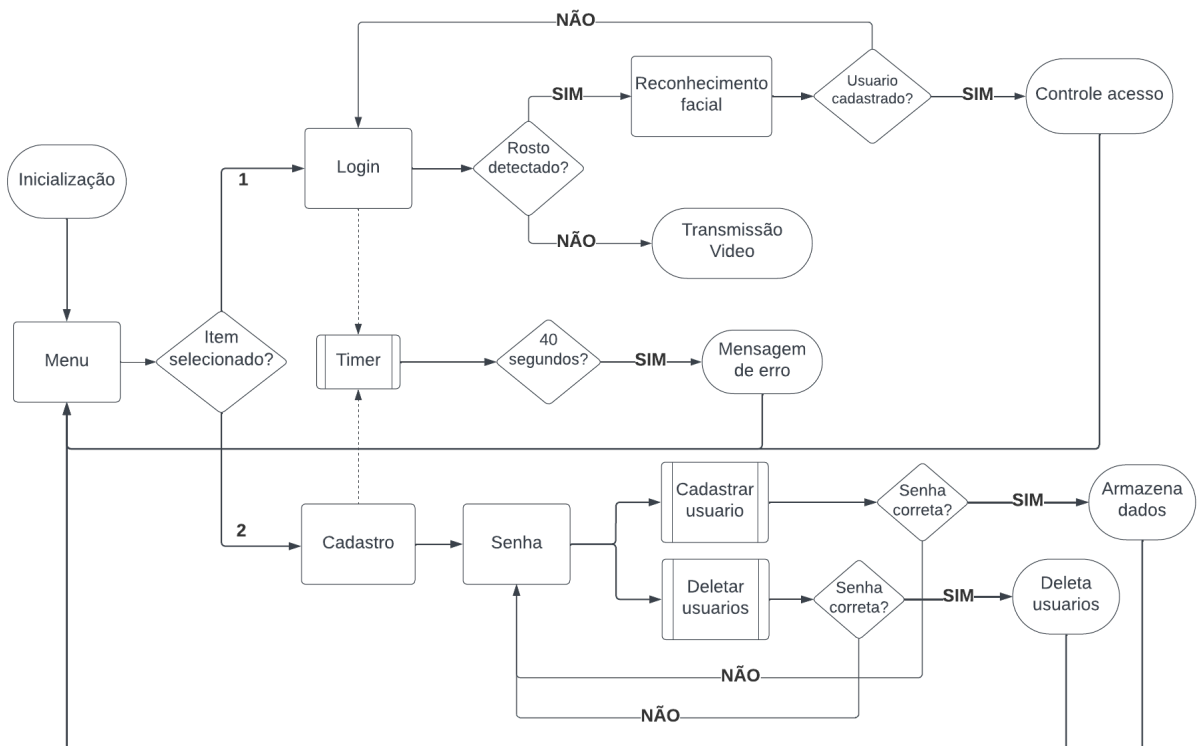 NÃO
Reconhecimento
facial
Usuario
cadastrado?
SIM
SIM
Controle acesso
Rosto
detectado?
Login
1
Inicialização
NÃO
Transmissão
Video
Item
selecionado?
Menu
Timer
40
segundos?
SIM
Mensagem
de erro
Cadastrar
usuario
Senha
correta?
SIM
Armazena
dados
2
Cadastro
Senha
Deletar
usuarios
Senha
correta?
SIM
Deleta
usuarios
NÃO
NÃO